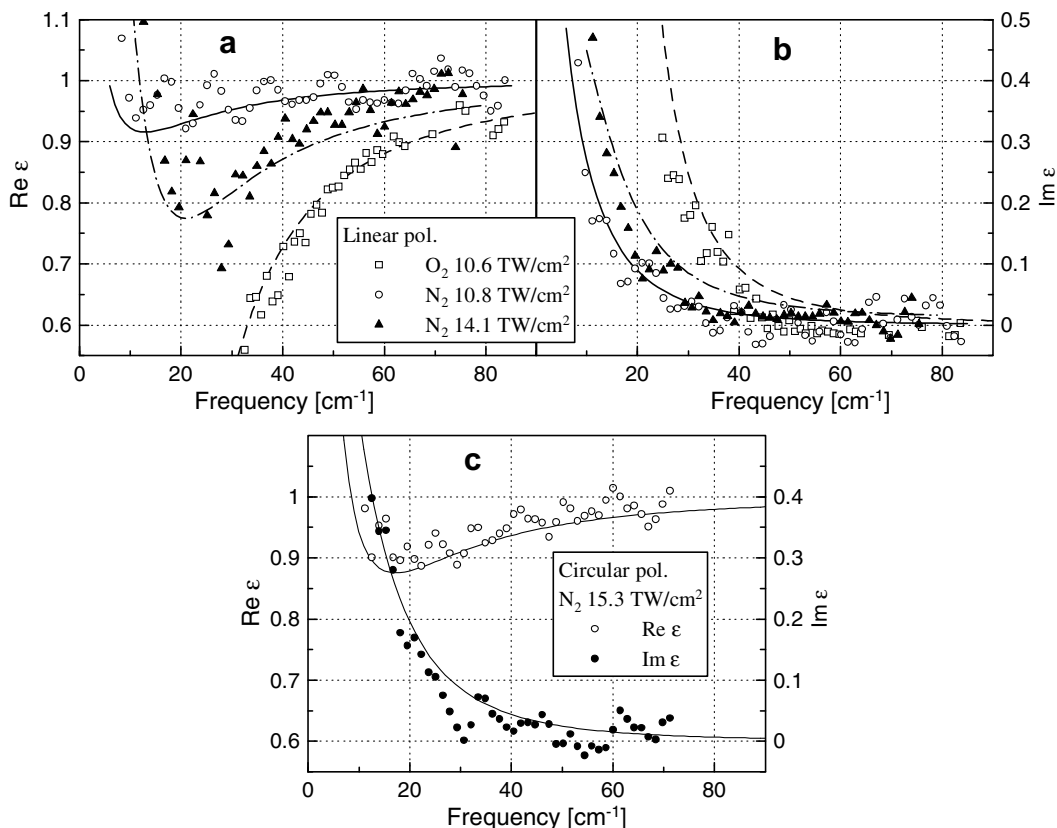 a
b
1.1
1
0.9
0.8
0.7
0.6
Re ε
0
20
40
60
80
Frequency [cm⁻¹]
Linear pol.
O₂ 10.6 TW/cm²
N₂ 10.8 TW/cm²
N₂ 14.1 TW/cm²
20
40
60
80
Frequency [cm⁻¹]
0.5
0.4
0.3
0.2
0.1
0
Im ε
c
1
0.9
0.8
0.7
0.6
Re ε
0
20
40
60
80
Frequency [cm⁻¹]
0.4
0.3
0.2
0.1
0
Im ε
Circular pol.
N₂ 15.3 TW/cm²
Re ε
Im ε